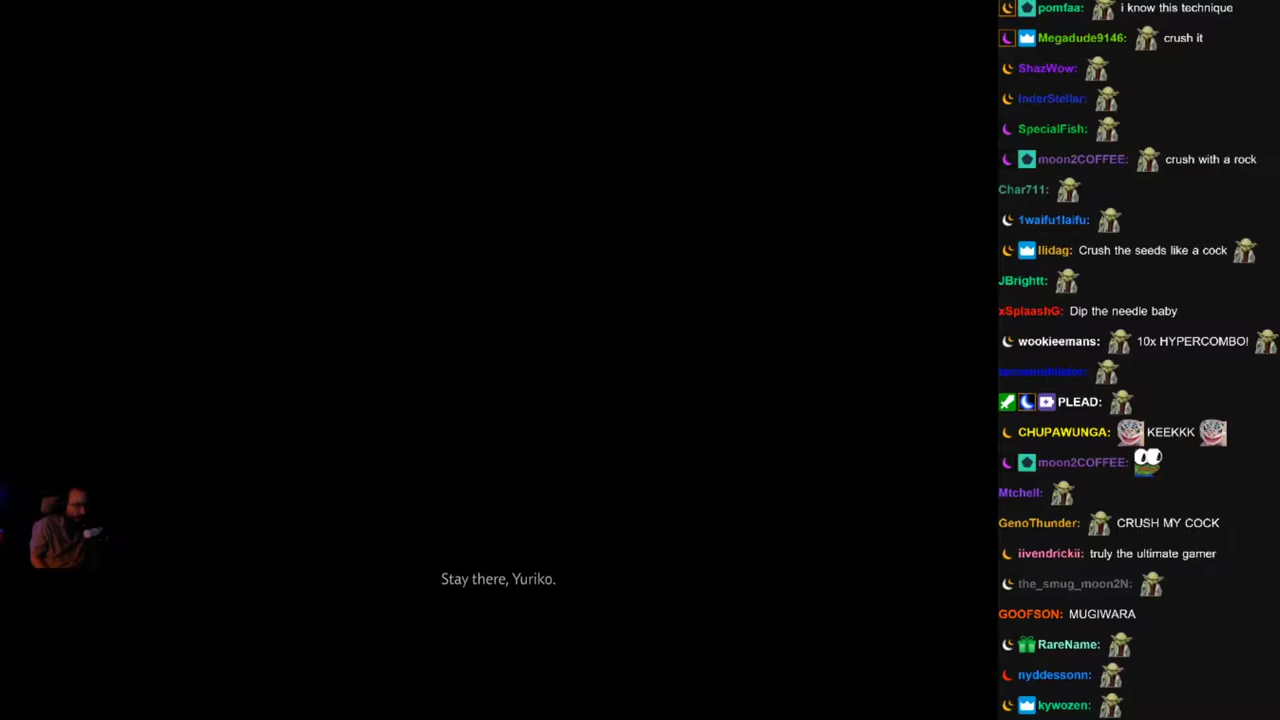 pomfaa: i know this technique
Megadude9146: crush it
ShazWow:
InderStellar:
SpecialFish:
moon2COFFEE: crush with a rock
Char711:
1waifu1laifu:
Ilidag: Crush the seeds like a cock
JBrightt:
xSplaashG: Dip the needle baby
wookieemans: 10x HYPERCOMBO!
PLEAD:
CHUPAWUNGA: KEEKKK
moon2COFFEE:
Mtchell:
GenoThunder: CRUSH MY COCK
iivendrickii: truly the ultimate gamer
Stay there, Yuriko.
the_smug_moon2N:
GOOFSON: MUGIWARA
RareName:
nyddessonn:
kywozen: